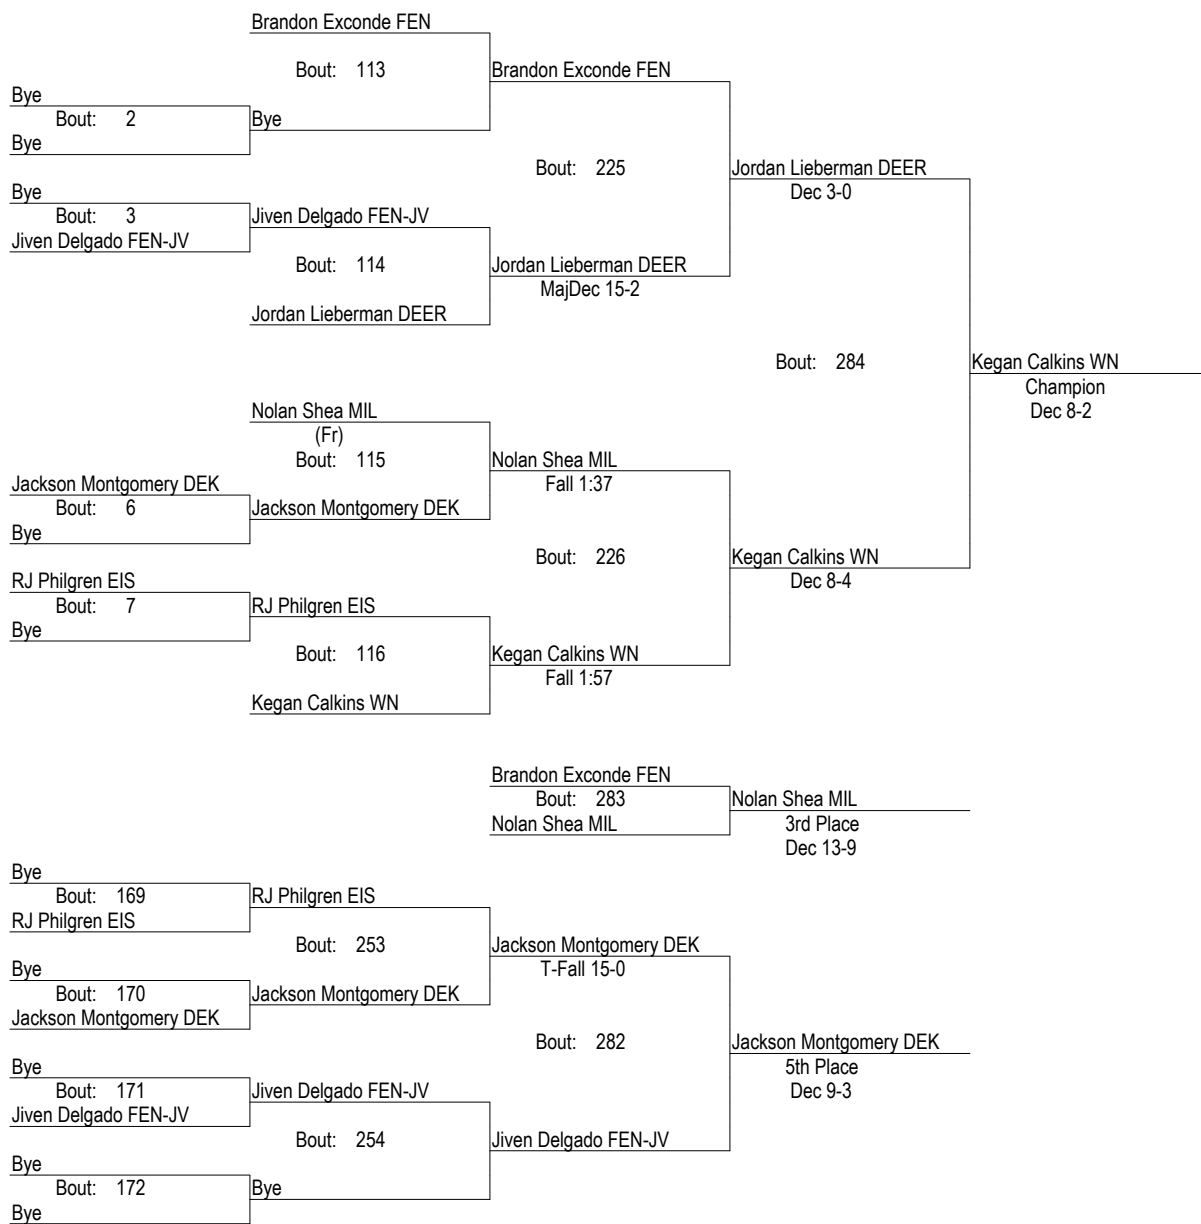 Brandon Exconde FEN
Bout: 113
Brandon Exconde FEN
Bye
Bout: 2
Bye
Bye
Bout: 225
Jordan Lieberman DEER
Dec 3-0
Bye
Bout: 3
Jiven Delgado FEN-JV
Jiven Delgado FEN-JV
Bout: 114
Jordan Lieberman DEER
MajDec 15-2
Jordan Lieberman DEER
Bout: 284
Kegan Calkins WN
Champion
Dec 8-2
Nolan Shea MIL
(Fr)
Bout: 115
Nolan Shea MIL
Fall 1:37
Jackson Montgomery DEK
Bout: 6
Jackson Montgomery DEK
Bye
Bout: 226
Kegan Calkins WN
Dec 8-4
RJ Philgren EIS
Bout: 7
RJ Philgren EIS
Bye
Bout: 116
Kegan Calkins WN
Fall 1:57
Kegan Calkins WN
Brandon Exconde FEN
Bout: 283
Nolan Shea MIL
Nolan Shea MIL
3rd Place
Dec 13-9
Bye
Bout: 169
RJ Philgren EIS
RJ Philgren EIS
Bout: 253
Jackson Montgomery DEK
T-Fall 15-0
Bye
Bout: 170
Jackson Montgomery DEK
Jackson Montgomery DEK
Bout: 282
Jackson Montgomery DEK
5th Place
Dec 9-3
Bye
Bout: 171
Jiven Delgado FEN-JV
Jiven Delgado FEN-JV
Bout: 254
Jiven Delgado FEN-JV
Bye
Bout: 172
Bye
Bye